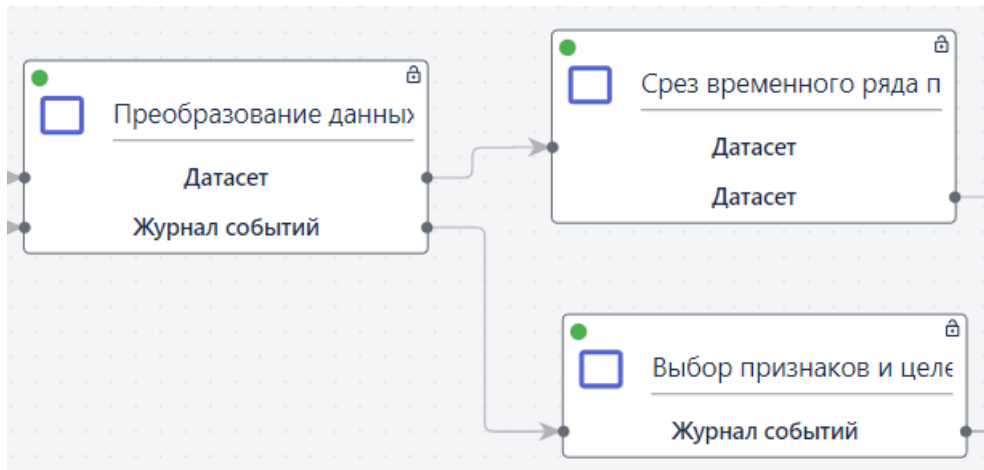 Преобразование данных
Датасет
Журнал событий
Срез временного ряда п
Датасет
Датасет
Выбор признаков и целе
Журнал событий